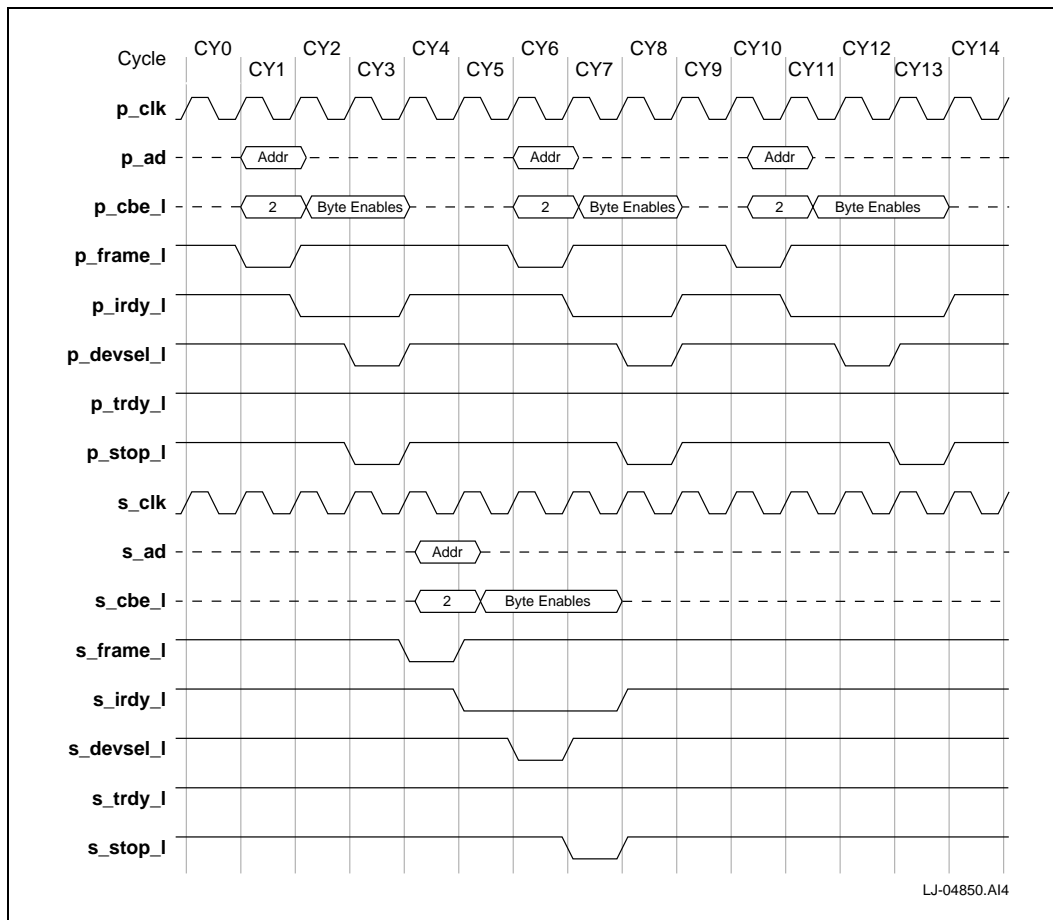 Cycle CY0 CY2 CY4 CY6 CY8 CY10 CY12 CY14
CY1 CY3 CY5 CY7 CY9 CY11 CY13
p_clk
p_ad Addr Addr Addr
p_cbe_l 2 Byte Enables 2 Byte Enables 2 Byte Enables
p_frame_l
p_irdy_l
p_devsel_l
p_trdy_l
p_stop_l
s_clk
s_ad Addr
s_cbe_l 2 Byte Enables
s_frame_l
s_irdy_l
s_devsel_l
s_trdy_l
s_stop_l
LJ-04850.AI4